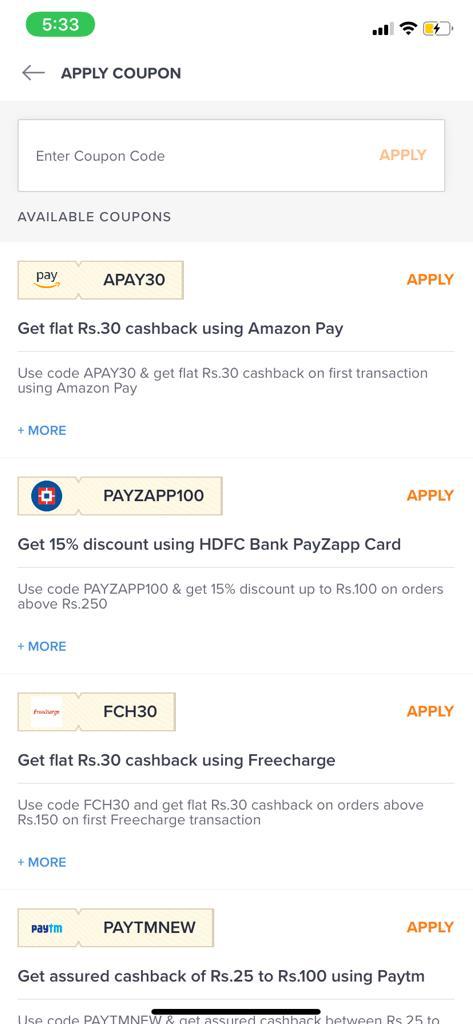 5:33
APPLY COUPON
Enter Coupon Code
APPLY
AVAILABLE COUPONS
pay
APAY30
APPLY
Get flat Rs.30 cashback using Amazon Pay
Use code APAY30 & get flat Rs.30 cashback on first transaction
using Amazon Pay
+ MORE
PAYZAPP100
APPLY
Get 15% discount using HDFC Bank PayZapp Card
Use code PAYZAPP100 & get 15% discount up to Rs.100 on orders
above Rs.250
+ MORE
freecharge
FCH30
APPLY
Get flat Rs.30 cashback using Freecharge
Use code FCH30 and get flat Rs.30 cashback on orders above
Rs.150 on first Freecharge transaction
+ MORE
paytm
PAYTMNEW
APPLY
Get assured cashback of Rs.25 to Rs.100 using Paytm
Use code PAYTMNEW & get assured cashback between Rs.25 to